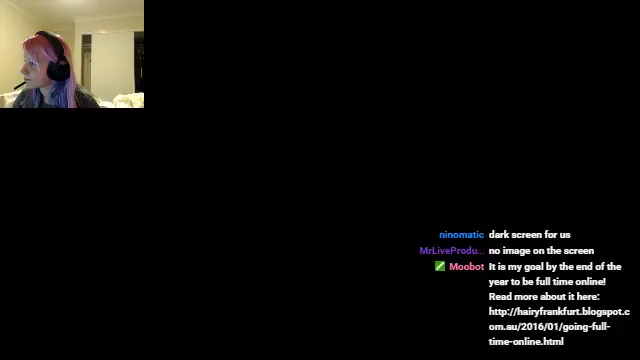 ninomatic dark screen for us
MrLiveProdu... no image on the screen
Moobot It is my goal by the end of the
year to be full time online!
Read more about it here:
http://hairyfrankfurt.blogspot.c
om.au/2016/01/going-full-
time-online.html